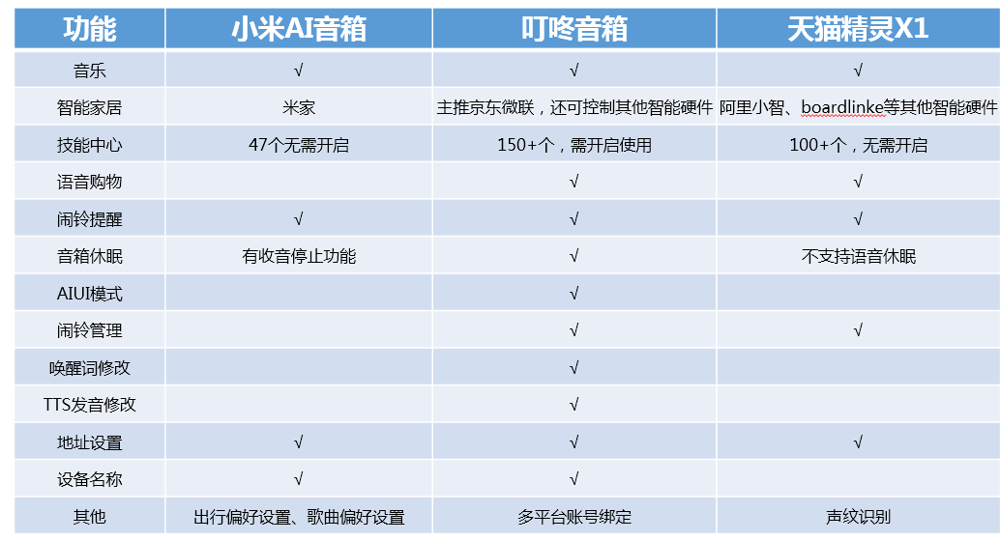 功能 小米AI音箱 叮咚音箱 天猫精灵X1
音乐 √ √ √
智能家居 米家 主推京东微联，还可控制其他智能硬件 阿里小智、boardlinke等其他智能硬件
技能中心 47个无需开启 150+个，需开启使用 100+个，无需开启
语音购物 √ √
闹铃提醒 √ √ √
音箱休眠 有收音停止功能 √ 不支持语音休眠
AIUI模式 √
闹铃管理 √ √
唤醒词修改 √
TTS发音修改 √
地址设置 √ √ √
设备名称 √ √
其他 出行偏好设置、歌曲偏好设置 多平台账号绑定 声纹识别